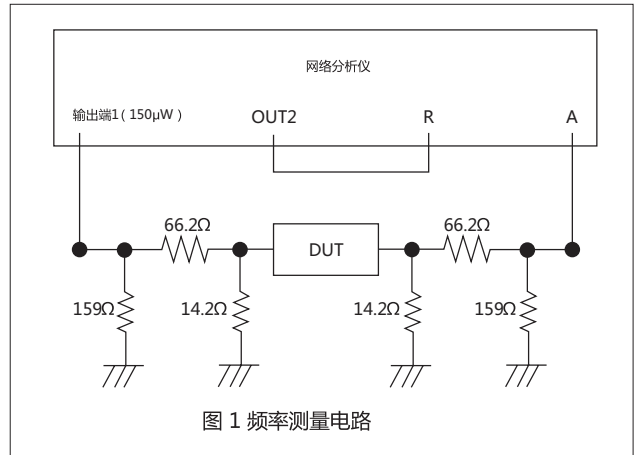 网络分析仪
输出端1 ( 150μW ) OUT2 R A
66.2Ω 66.2Ω
DUT
159Ω 14.2Ω 14.2Ω 159Ω
图 1 频率测量电路